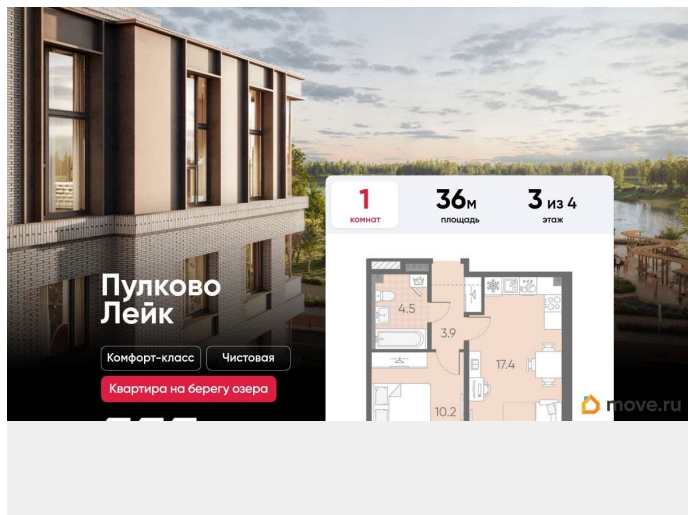 1
комнат
36м
площадь
3 из 4
этаж
Пулково
Лейк
Комфорт-класс
Чистовая
Квартира на берегу озера
4.5
3.9
17.4
10.2
move.ru